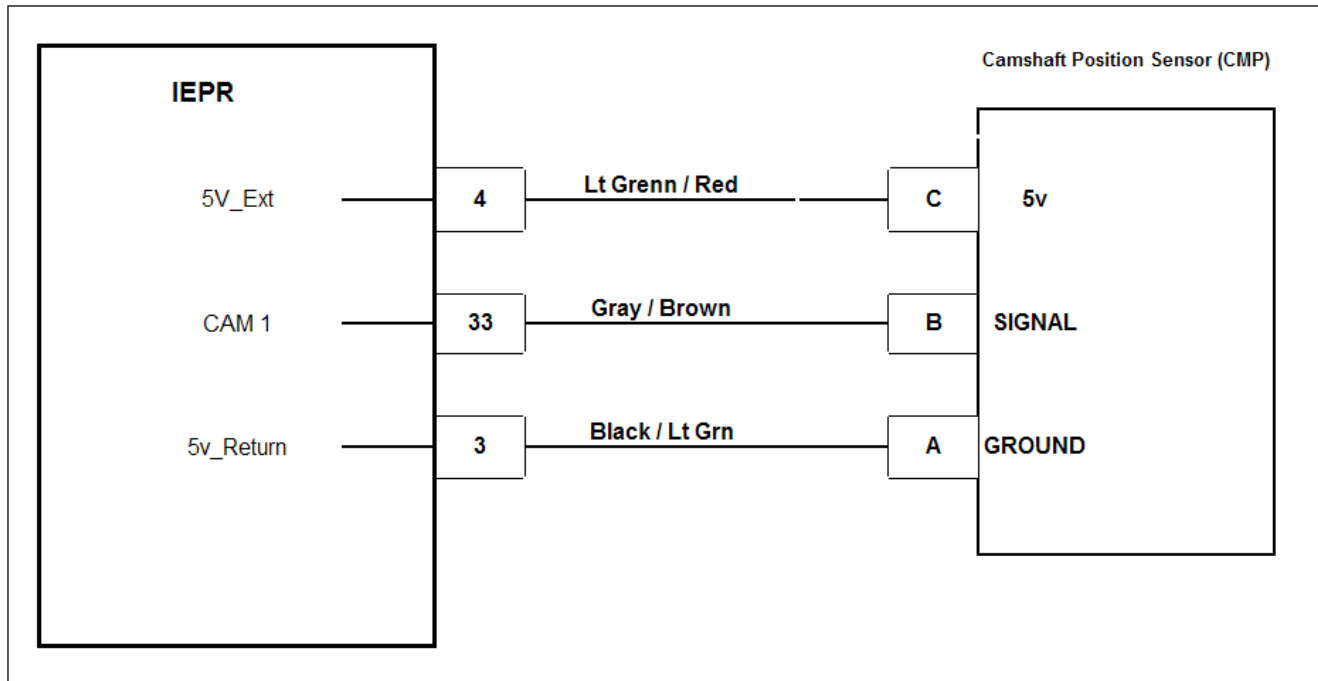 Camshaft Position Sensor (CMP)
IEPR
5V_Ext
4
Lt Grenn / Red
C
5v
CAM 1
33
Gray / Brown
B
SIGNAL
5v_Return
3
Black / Lt Grn
A
GROUND